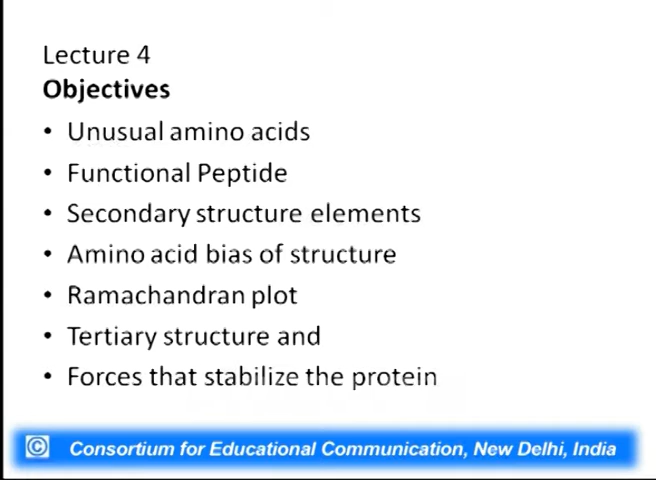 Lecture 4
Objectives
• Unusual amino acids
• Functional Peptide
• Secondary structure elements
• Amino acid bias of structure
• Ramachandran plot
• Tertiary structure and
• Forces that stabilize the protein
© Consortium for Educational Communication, New Delhi, India